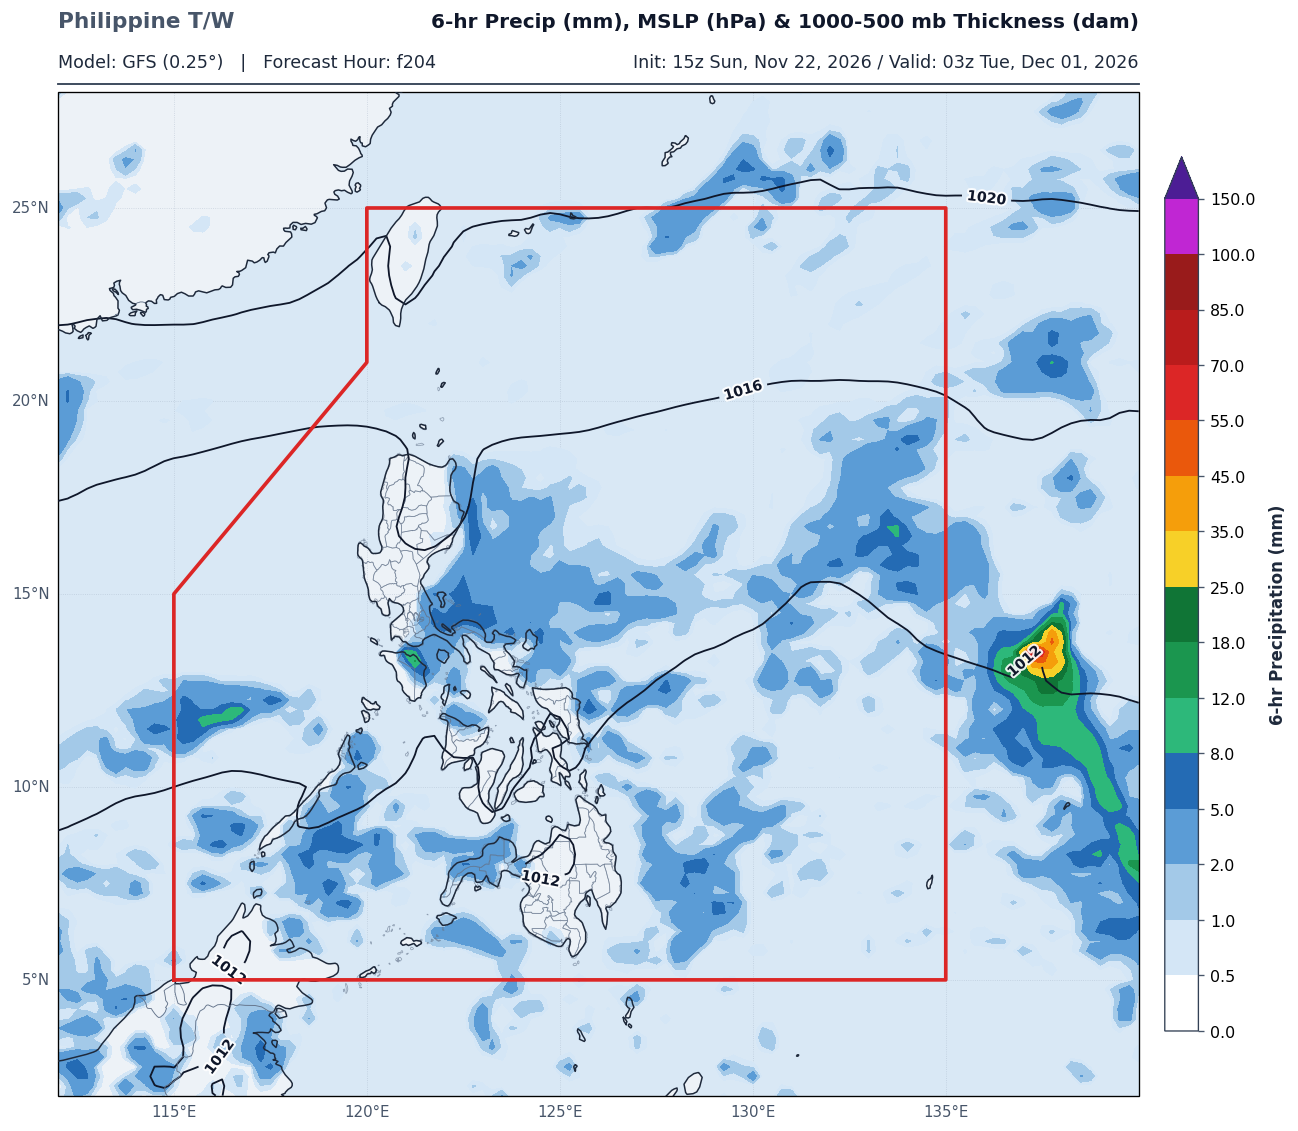 Philippine T/W
6-hr Precip (mm), MSLP (hPa) & 1000-500 mb Thickness (dam)
Model: GFS (0.25°) | Forecast Hour: f204
Init: 15z Sun, Nov 22, 2026 / Valid: 03z Tue, Dec 01, 2026
25°N
20°N
15°N
10°N
5°N
1020
1016
1012
1012
1012
1012
115°E
120°E
125°E
130°E
135°E
150.0
100.0
85.0
70.0
55.0
45.0
35.0
25.0
18.0
12.0
8.0
5.0
2.0
1.0
0.5
0.0
6-hr Precipitation (mm)